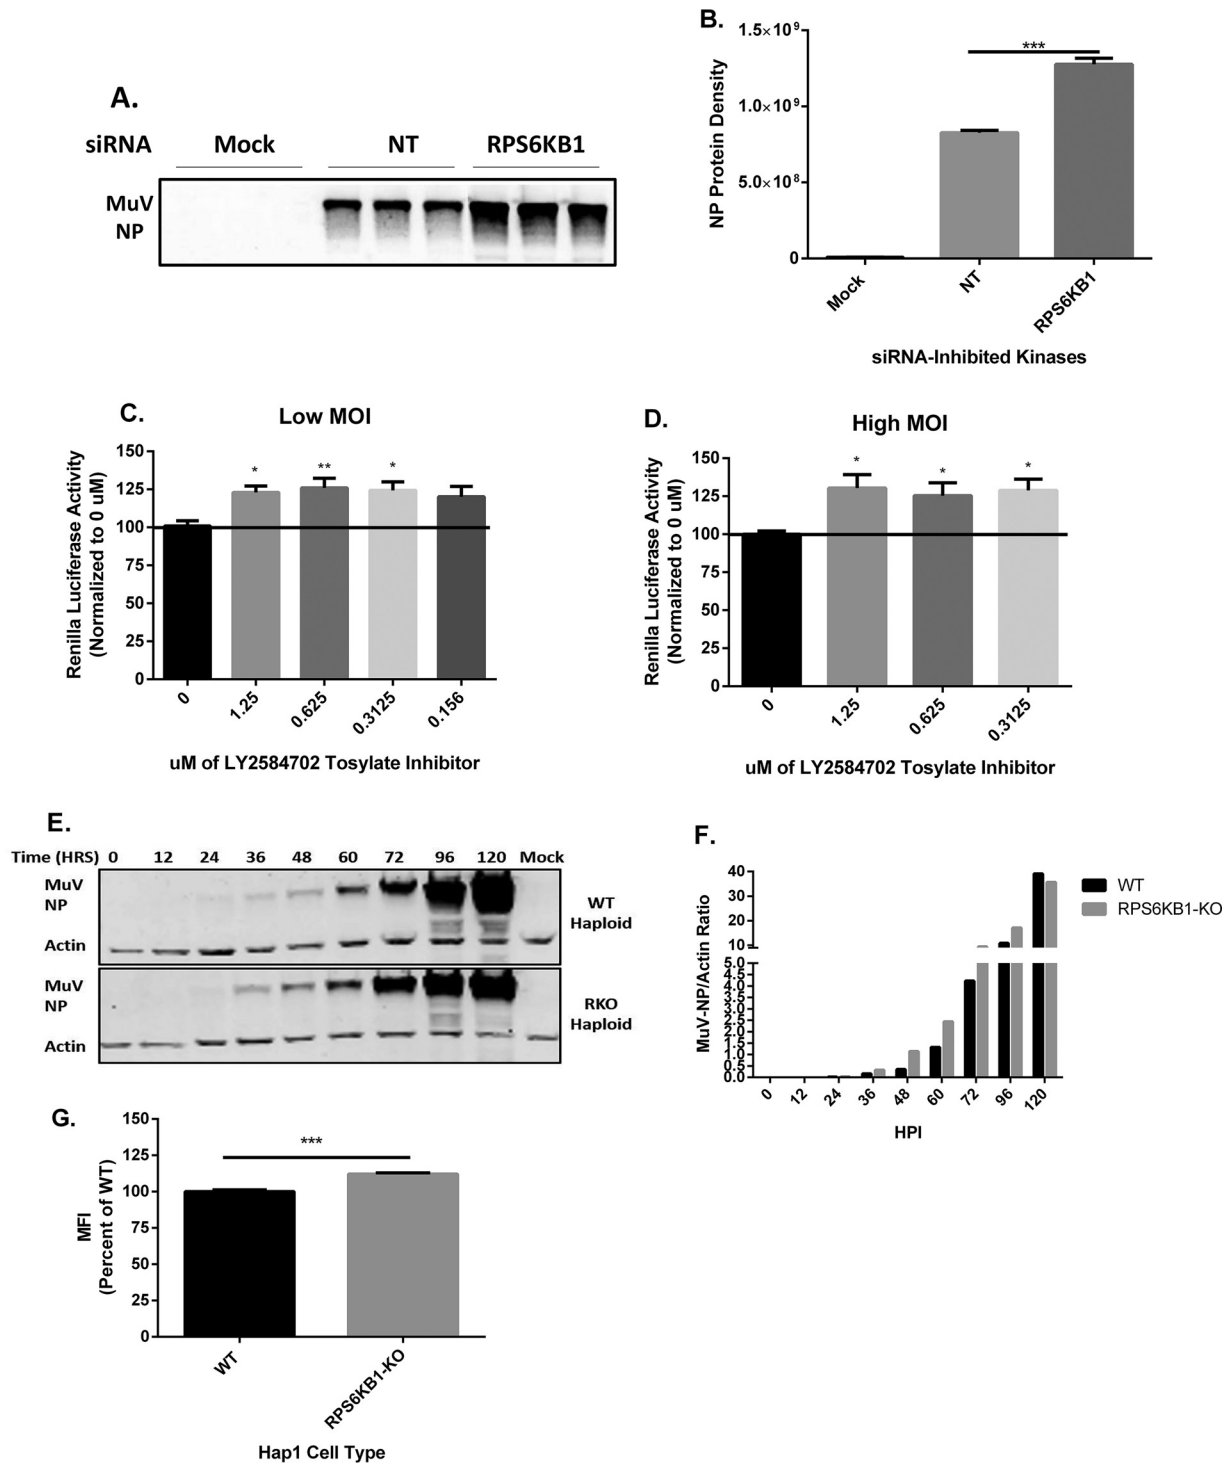 A.
siRNA Mock NT RPS6KB1
MuV
NP
B.
NP Protein Density
1.5×10⁹
1.0×10⁹
5.0×10⁸
0
***
Mock NT RPS6KB1
siRNA-Inhibited Kinases
C.
Low MOI
Renilla Luciferase Activity
(Normalized to 0 uM)
150
125
100
75
50
25
0
* ** *
0 1.25 0.625 0.3125 0.156
uM of LY2584702 Tosylate Inhibitor
D.
High MOI
Renilla Luciferase Activity
(Normalized to 0 uM)
150
125
100
75
50
25
0
* * *
0 1.25 0.625 0.3125
uM of LY2584702 Tosylate Inhibitor
E.
Time (HRS) 0 12 24 36 48 60 72 96 120 Mock
MuV
NP
Actin
WT
Haploid
MuV
NP
Actin
RKO
Haploid
F.
MuV-NP/Actin Ratio
40
30
20
10
5.0
4.5
4.0
3.5
3.0
2.5
2.0
1.5
1.0
0.5
0.0
0 12 24 36 48 60 72 96 120
HPI
WT
RPS6KB1-KO
G.
MFI
(Percent of WT)
150
125
100
75
50
25
0
***
WT RPS6KB1-KO
Hap1 Cell Type